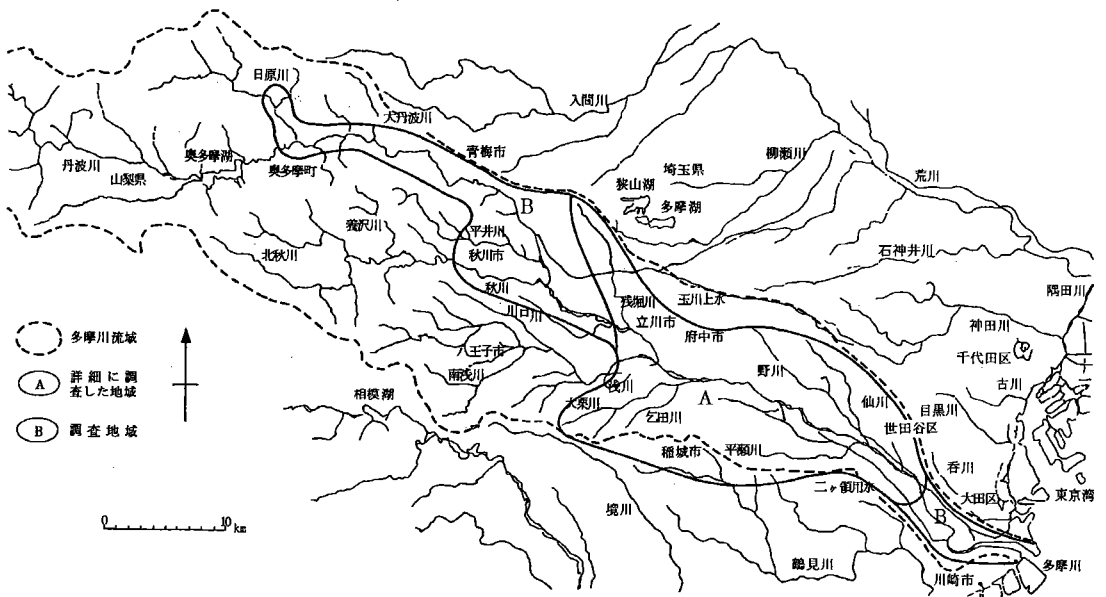 日原川
大丹波川
入間川
青梅市
丹波川
奥多摩湖
山梨県
奥多摩町
柳瀬川
埼玉県
荒川
狭山湖
多摩湖
B
養沢川
平井川
北秋川
秋川市
石神井川
秋川
川口川
残堀川
玉川上水
立川市
隅田川
神田川
府中市
千代田区
多摩川流域
八王子市
南浅川
浅川
野川
A
古川
A 詳細に調
査した地域
相模湖
大栗川
乞田川
仙川
目黒川
世田谷区
B 調査地域
稲城市
平瀬川
呑川
二ヶ領用水
大田区
東京湾
B
境川
0 10 km
鶴見川
多摩川
川崎市